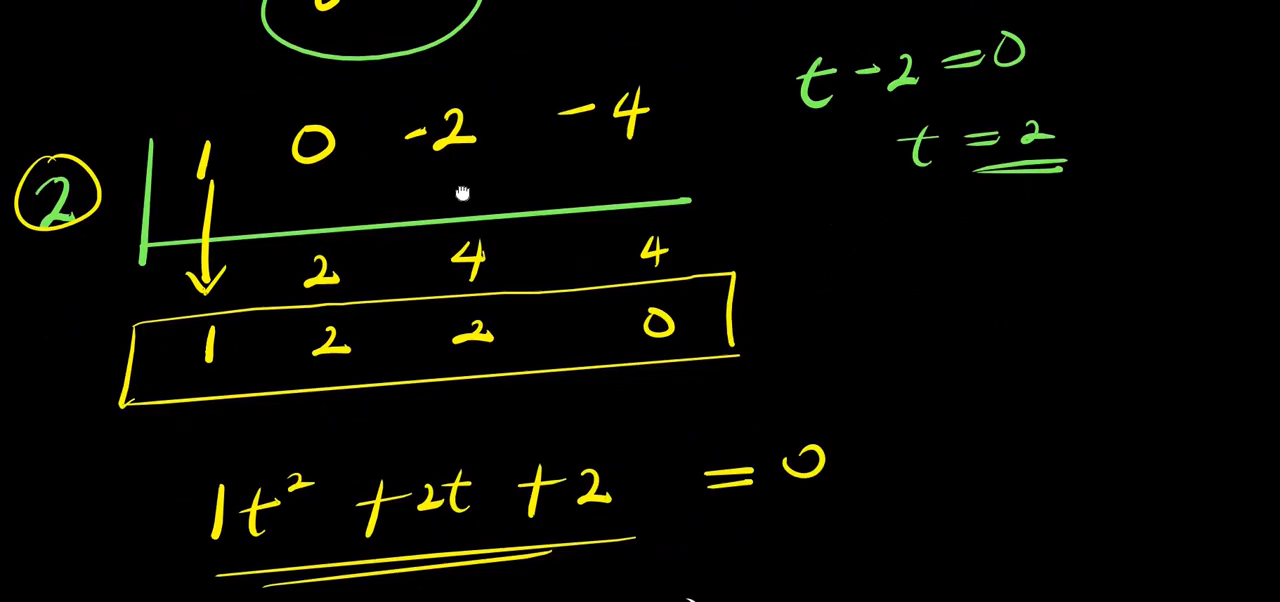 t - 2 = 0
t = 2
1 0 -2 -4
2
2 4 4
1 2 2 0
1t² + 2t + 2 = 0